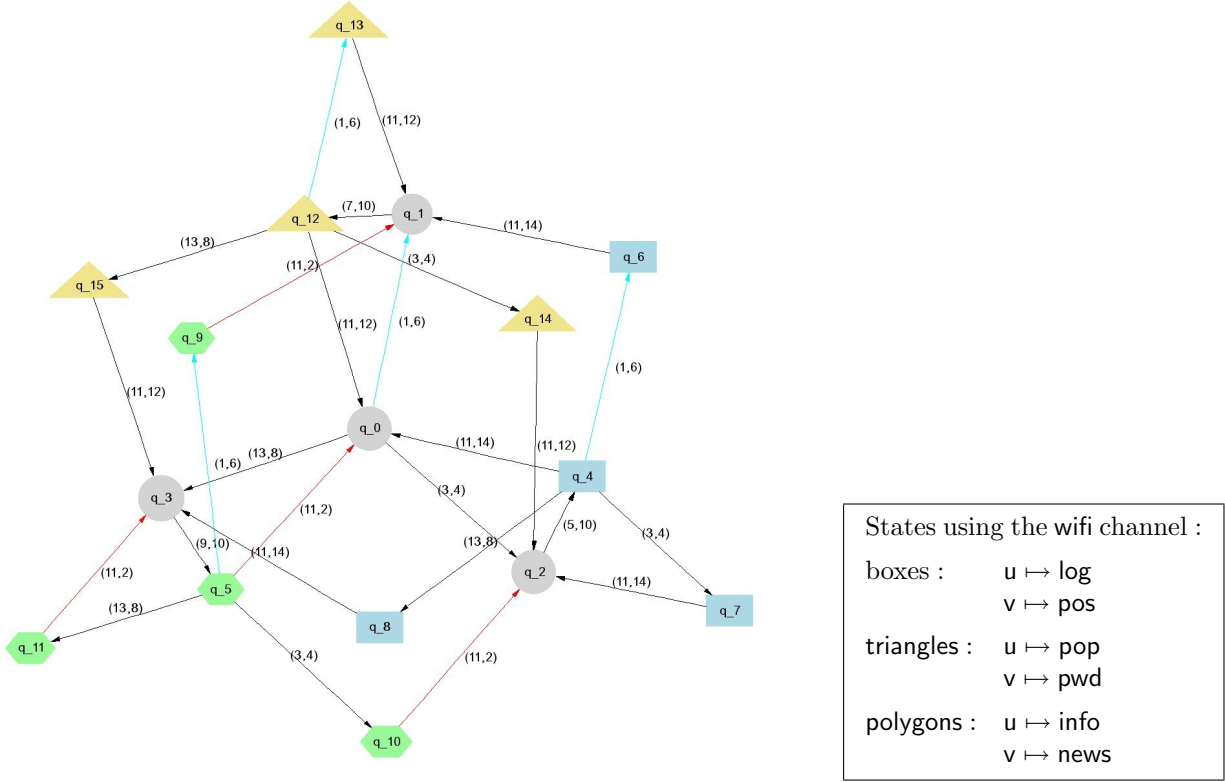 q_13
(11,12)
(1,6)
q_12
(7,10)
q_1
(11,14)
(13,8)
(11,2)
(3,4)
q_6
q_15
q_14
(11,12)
(1,6)
q_9
(1,6)
(11,12)
q_0
(11,14)
(11,12)
(13,8)
(1,6)
q_4
(3,4)
q_3
(11,2)
(5,10)
(3,4)
(9,10)
(11,14)
(13,8)
q_2
(11,2)
(11,14)
q_5
(13,8)
q_7
q_8
q_11
(3,4)
(11,2)
q_10
States using the wifi channel :
boxes : u ↦ log
v ↦ pos
triangles : u ↦ pop
v ↦ pwd
polygons : u ↦ info
v ↦ news